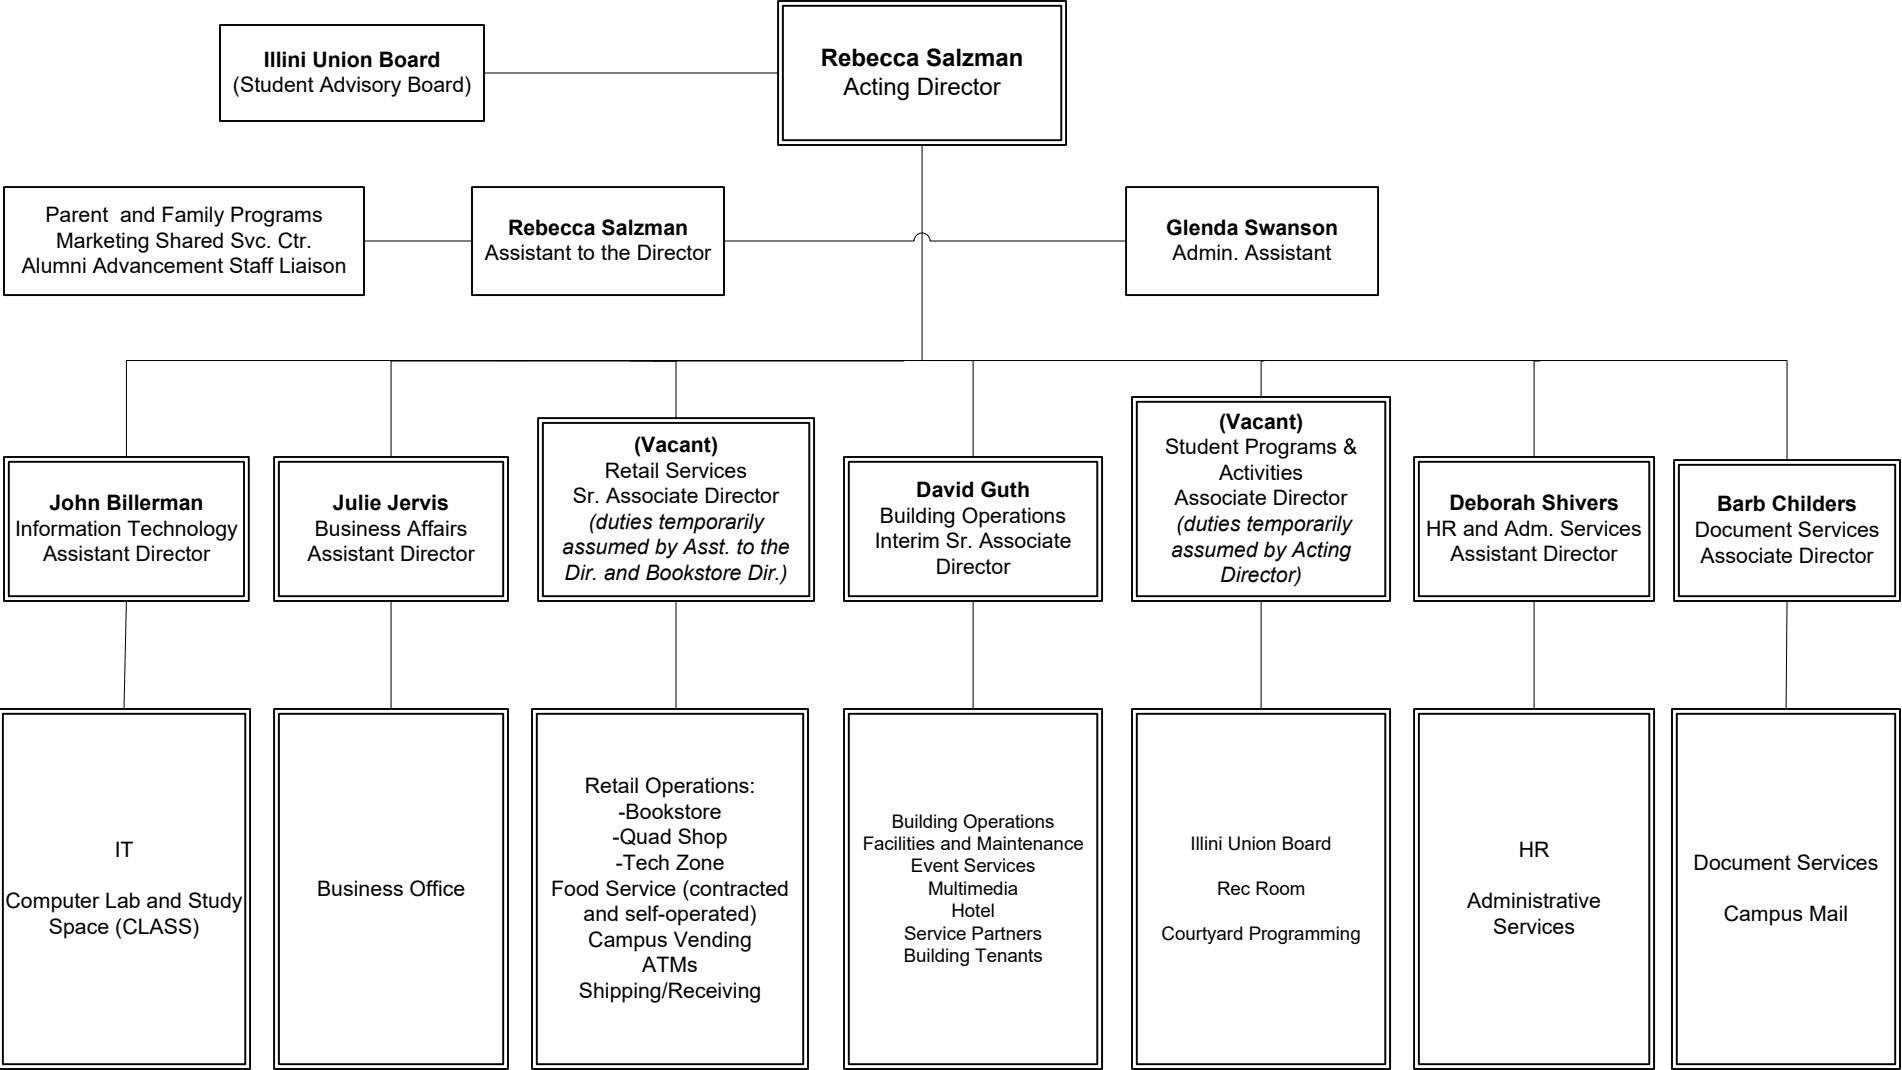 Illini Union Board
(Student Advisory Board)
Rebecca Salzman
Acting Director
Parent  and Family Programs
Marketing Shared Svc. Ctr.
Alumni Advancement Staff Liaison
Rebecca Salzman
Assistant to the Director
Glenda Swanson
Admin. Assistant
John Billerman
Information Technology
Assistant Director
Julie Jervis
Business Affairs
Assistant Director
(Vacant)
Retail Services
Sr. Associate Director
(duties temporarily
assumed by Asst. to the
Dir. and Bookstore Dir.)
David Guth
Building Operations
Interim Sr. Associate
Director
(Vacant)
Student Programs &
Activities
Associate Director
(duties temporarily
assumed by Acting
Director)
Deborah Shivers
HR and Adm. Services
Assistant Director
Barb Childers
Document Services
Associate Director
IT
Computer Lab and Study
Space (CLASS)
Business Office
Retail Operations:
-Bookstore
-Quad Shop
-Tech Zone
Food Service (contracted
and self-operated)
Campus Vending
ATMs
Shipping/Receiving
Building Operations
Facilities and Maintenance
Event Services
Multimedia
Hotel
Service Partners
Building Tenants
Illini Union Board
Rec Room
Courtyard Programming
HR
Administrative
Services
Document Services
Campus Mail